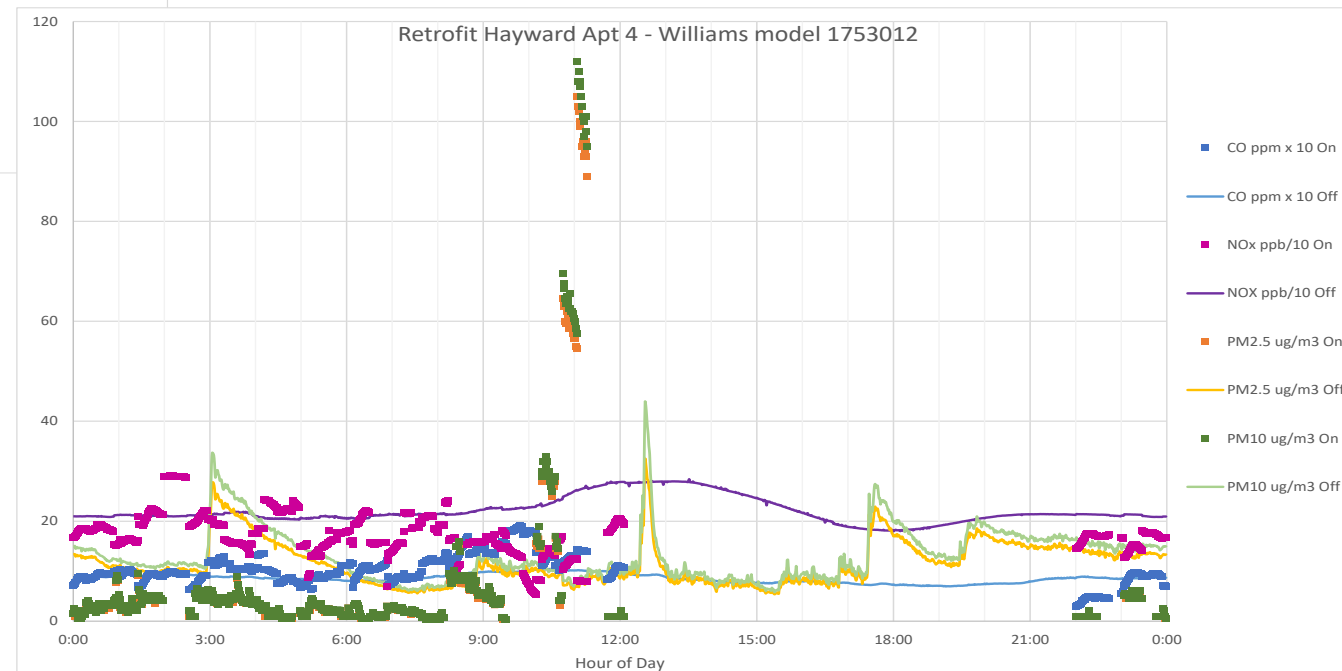 Retrofit Hayward Apt 4 - Williams model 1753012
120
100
80
60
40
20
0
0:00 3:00 6:00 9:00 12:00 15:00 18:00 21:00 0:00
Hour of Day
CO ppm x 10 On
CO ppm x 10 Off
NOx ppb/10 On
NOX ppb/10 Off
PM2.5 ug/m3 On
PM2.5 ug/m3 Off
PM10 ug/m3 On
PM10 ug/m3 Off